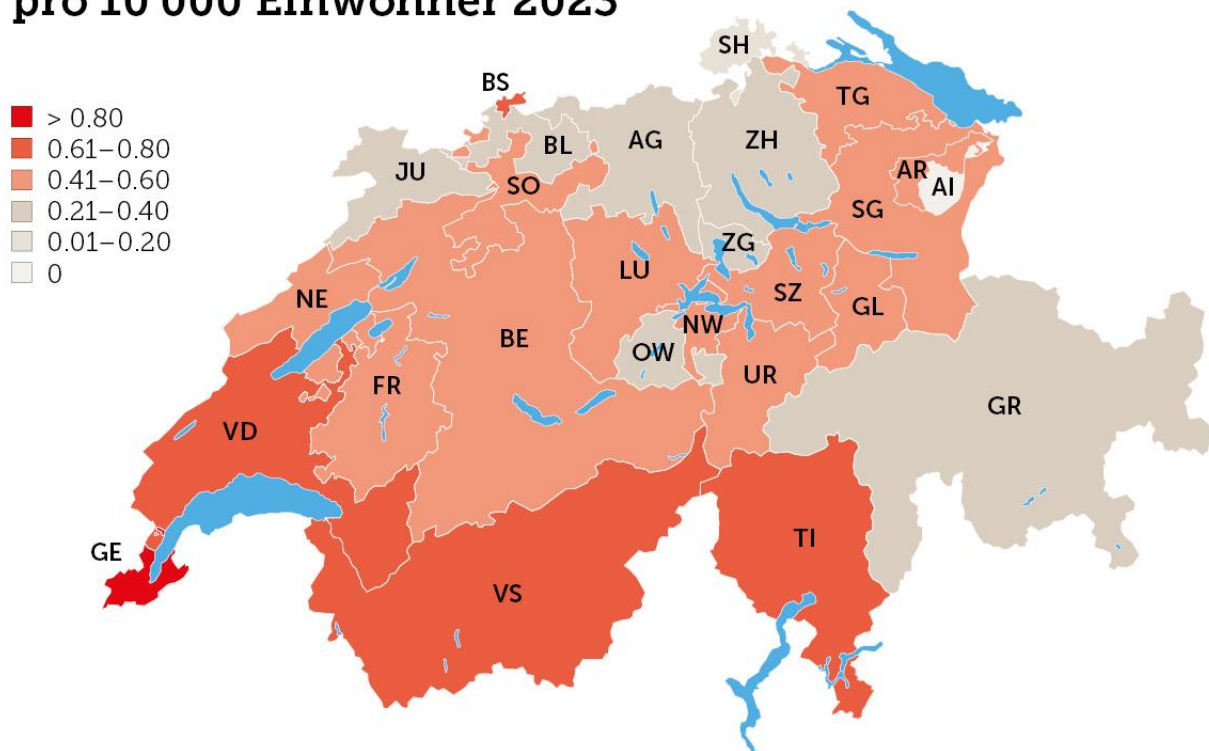 pro 10 000 Einwohner 2023
> 0.80
0.61–0.80
0.41–0.60
0.21–0.40
0.01–0.20
0
SH
BS
TG
BL
AG
ZH
JU
AR
SO
AI
SG
ZG
LU
SZ
NE
GL
NW
BE
OW
UR
FR
GR
VD
TI
GE
VS